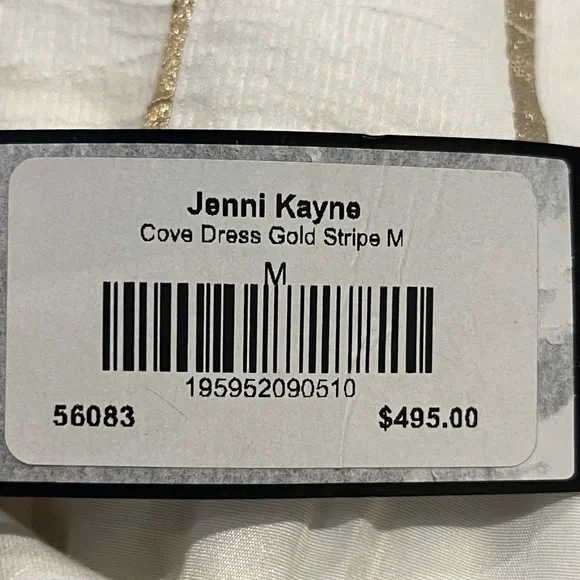 Jenni Kayne
Cove Dress Gold Stripe M
M
195952090510
56083 $495.00